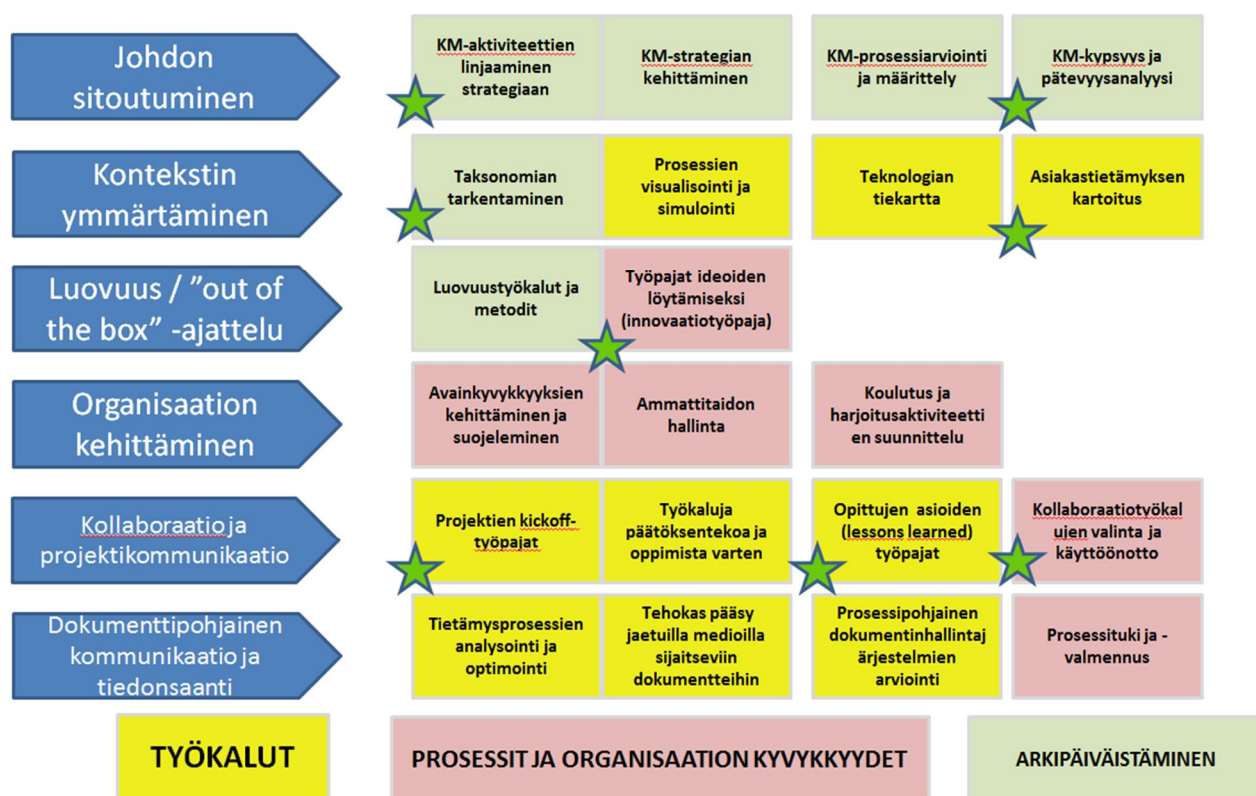 Johdon
sitoutuminen
KM-aktiviteettien
linjaaminen
strategiaan
KM-strategian
kehittäminen
KM-prosessiarviointi
ja määrittely
KM-kypsyys ja
pätevyysanalyysi
Kontekstin
ymmärtäminen
Taksonomian
tarkentaminen
Prosessien
visualisointi ja
simulointi
Teknologian
tiekartta
Asiakastietämyksen
kartoitus
Luovuus / ”out of
the box” -ajattelu
Luovuustyökalut ja
metodit
Työpajat ideoiden
löytämiseksi
(innovaatiotyöpaja)
Organisaation
kehittäminen
Avainkyvykkyyksien
kehittäminen ja
suojeleminen
Ammattitaidon
hallinta
Koulutus ja
harjoitusaktiviteetti
en suunnittelu
Kollaboraatio ja
projektikommunikaatio
Projektien kickoff-
työpajat
Työkaluja
päätöksentekoa ja
oppimista varten
Opittujen asioiden
(lessons learned)
työpajat
Kollaboraatiotyökal
ujen valinta ja
käyttöönotto
Dokumenttipohjainen
kommunikaatio ja
tiedonsaanti
Tietämysprosessien
analysointi ja
optimointi
Tehokas pääsy
jaetuilla medioilla
sijaitseviin
dokumentteihin
Prosessipohjainen
dokumentinhallintaj
ärjestelmien
arviointi
Prosessituki ja -
valmennus
TYÖKALUT
PROSESSIT JA ORGANISAATION KYVYKKYYDET
ARKIPÄIVÄISTÄMINEN